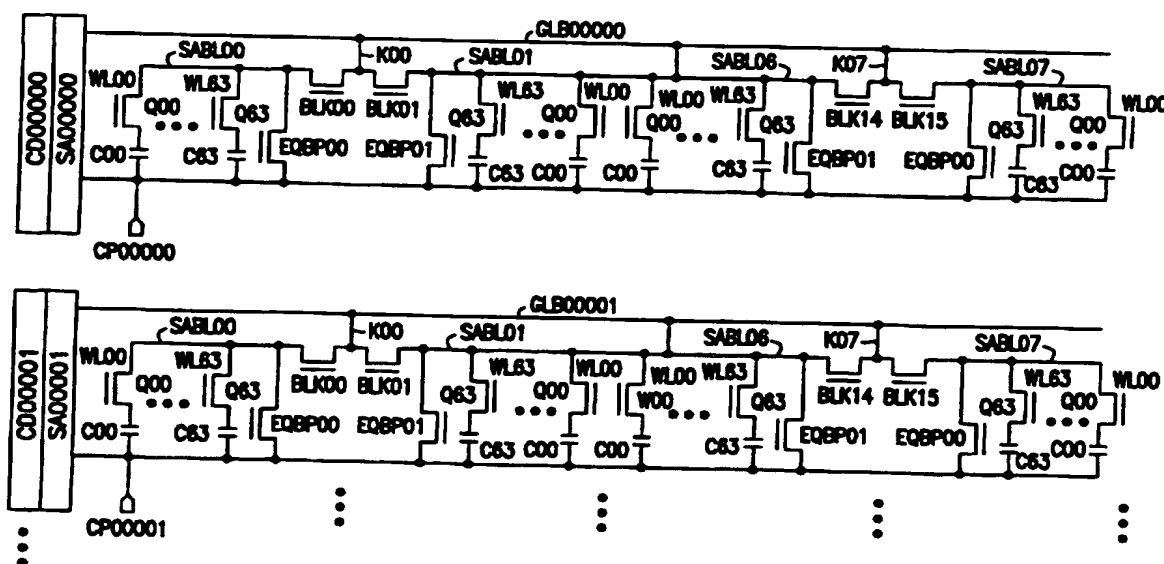 CD00000
SA00000
GLB00000
SABL00
K00
SABL01
SABL06
K07
SABL07
WL00
WL63
WL63
WL00
WL00
WL63
WL63
WL00
Q00
Q63
BLK00
BLK01
Q63
Q00
Q00
Q63
BLK14
BLK15
Q63
Q00
C00
C63
EQBP00
EQBP01
C63
C00
C00
C63
EQBP01
EQBP00
C63
C00
CP00000
CD00001
SA00001
GLB00001
SABL00
K00
SABL01
SABL06
K07
SABL07
WL00
WL63
WL63
WL00
WL00
WL63
WL63
WL00
Q00
Q63
BLK00
BLK01
Q63
Q00
W00
Q63
BLK14
BLK15
Q63
Q00
C00
C63
EQBP00
EQBP01
C63
C00
C00
C63
EQBP01
EQBP00
C63
C00
CP00001